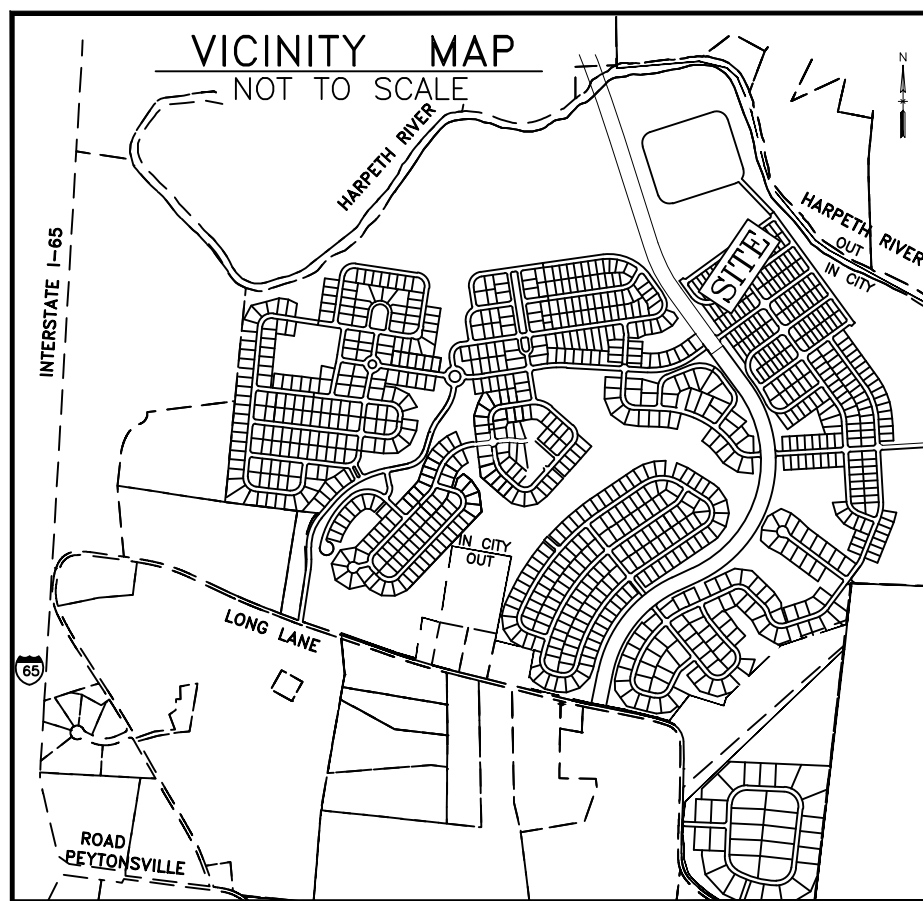 VICINITY MAP
NOT TO SCALE
N
HARPETH RIVER
HARPETH RIVER
OUT
IN CITY
SITE
INTERSTATE I-65
IN CITY
OUT
LONG LANE
65
ROAD
PEYTONSVILLE